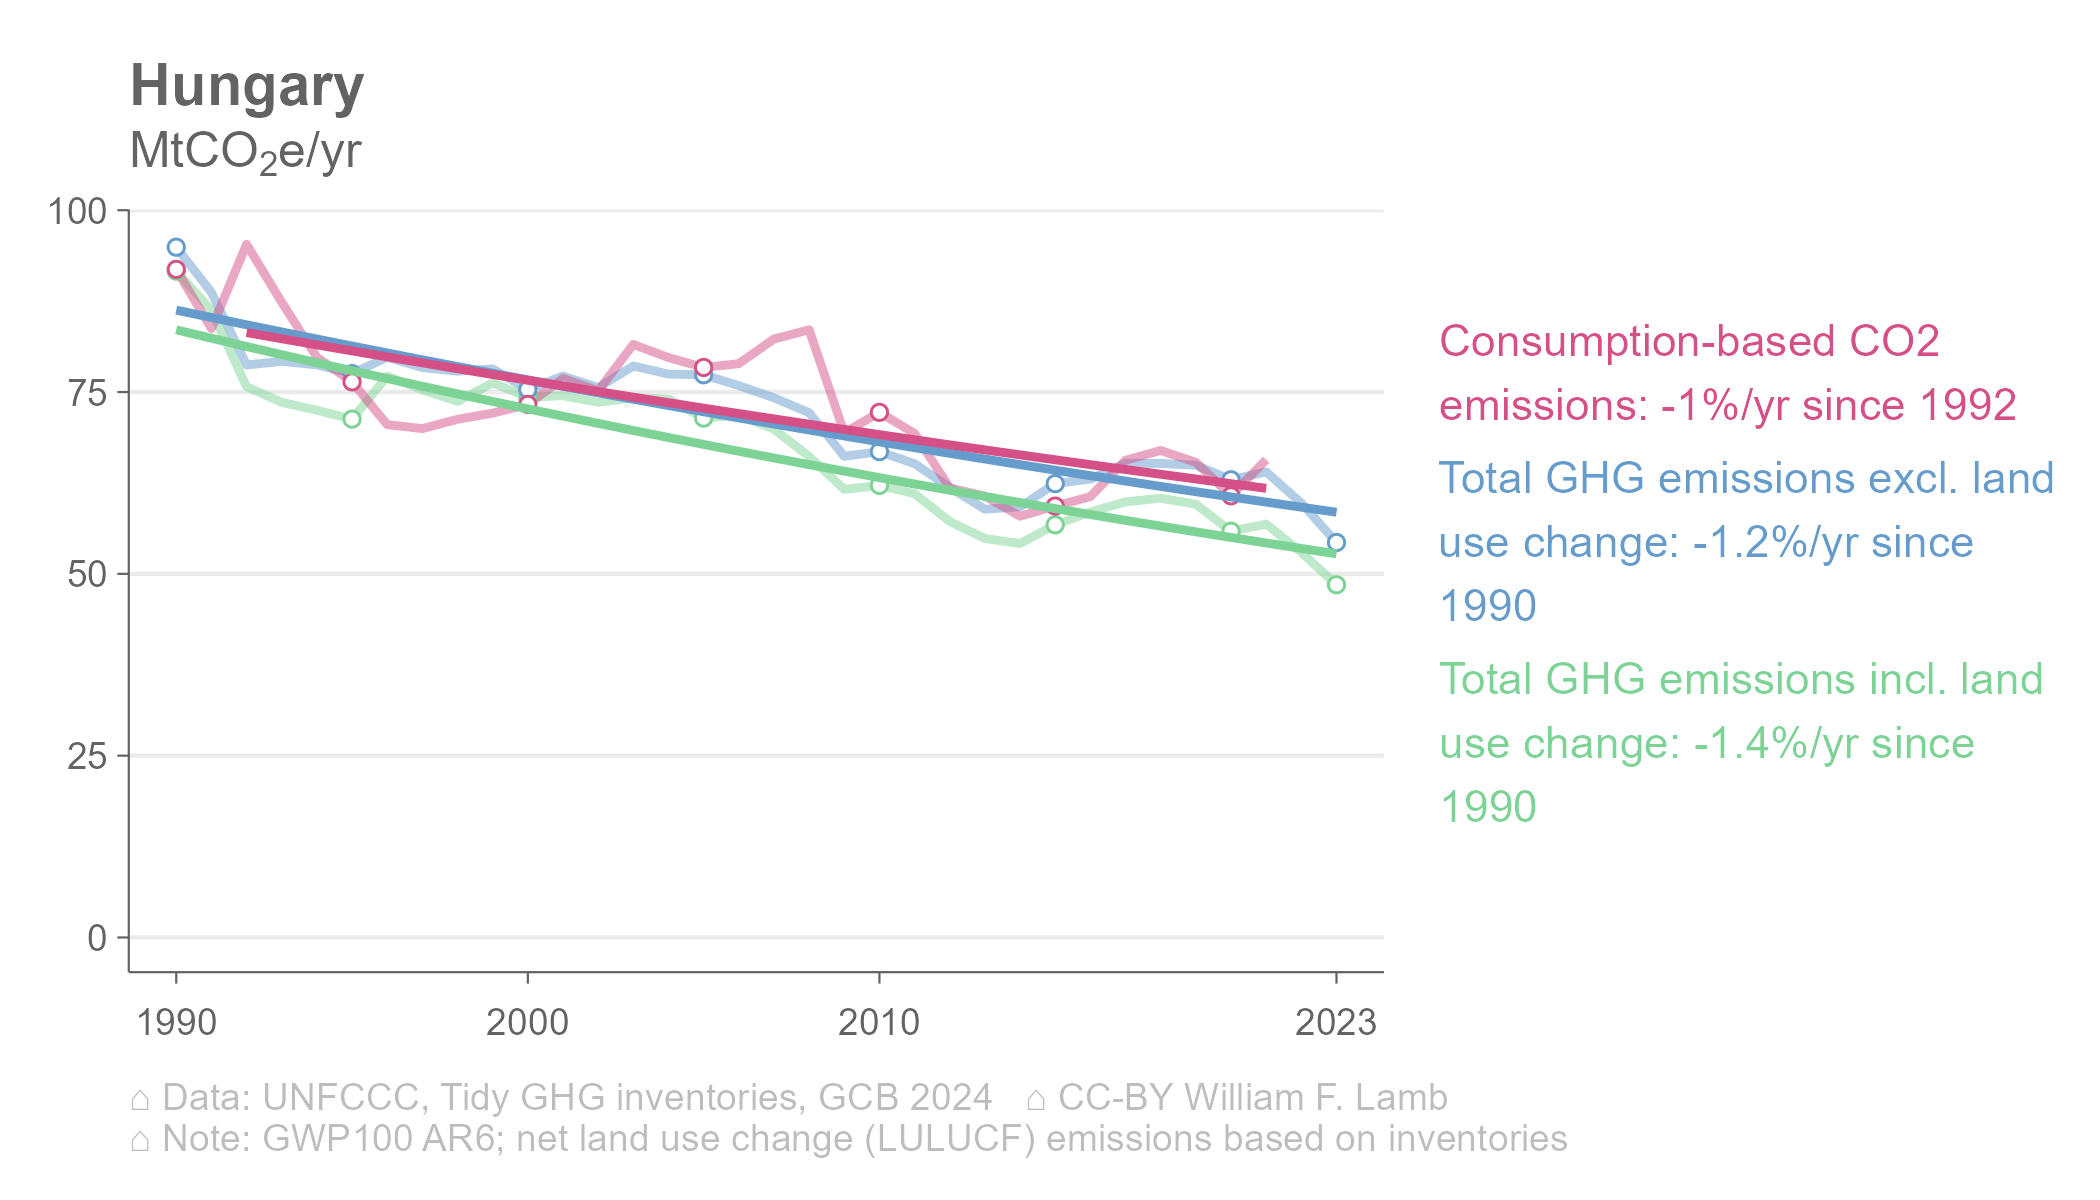 Hungary
MtCO₂e/yr
100
75
50
25
0
1990
2000
2010
2023
Consumption-based CO2
emissions: -1%/yr since 1992
Total GHG emissions excl. land
use change: -1.2%/yr since
1990
Total GHG emissions incl. land
use change: -1.4%/yr since
1990
⌂ Data: UNFCCC, Tidy GHG inventories, GCB 2024 ⌂ CC-BY William F. Lamb
⌂ Note: GWP100 AR6; net land use change (LULUCF) emissions based on inventories